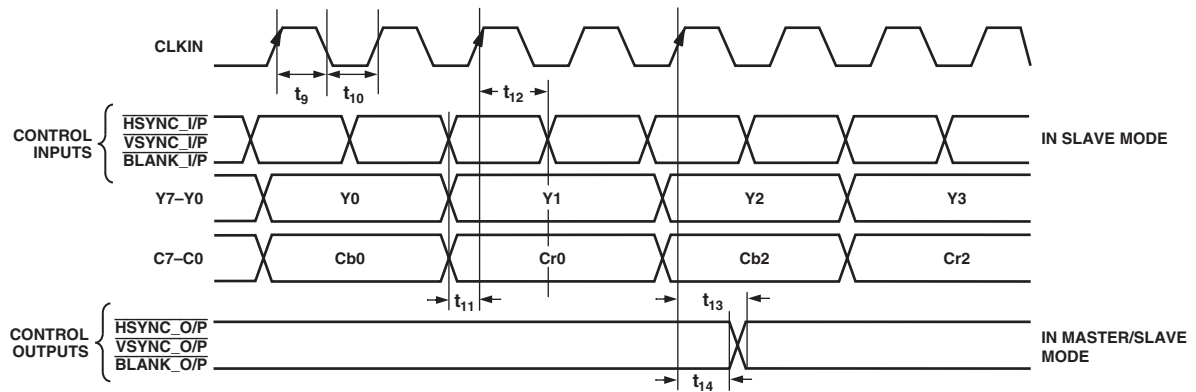 CLKIN
t9
t10
t12
CONTROL
INPUTS
HSYNC_I/P
VSYNC_I/P
BLANK_I/P
IN SLAVE MODE
Y7–Y0
Y0
Y1
Y2
Y3
C7–C0
Cb0
Cr0
Cb2
Cr2
t11
t13
CONTROL
OUTPUTS
HSYNC_O/P
VSYNC_O/P
BLANK_O/P
IN MASTER/SLAVE
MODE
t14